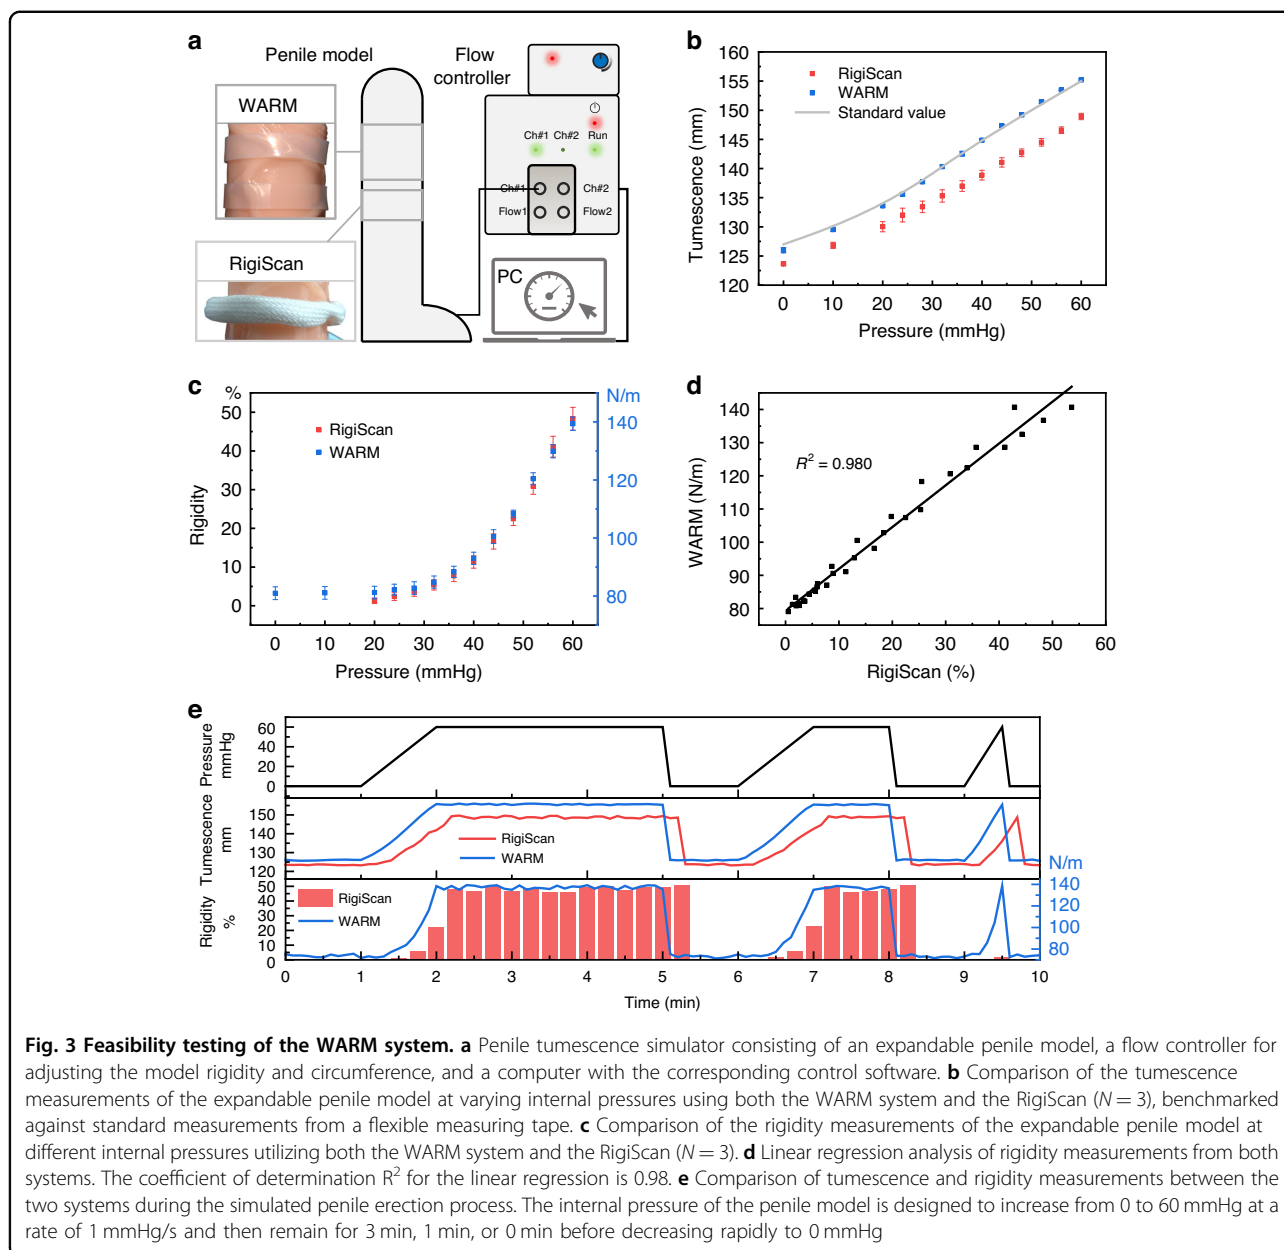 a
Penile model
Flow
controller
WARM
Ch#1 Ch#2 Run
Ch#1
Ch#2
Flow1
Flow2
RigiScan
PC
b
Tumescence (mm)
160
155
150
145
140
135
130
125
120
RigiScan
WARM
Standard value
0 10 20 30 40 50 60
Pressure (mmHg)
c
%
Rigidity
50
40
30
20
10
0
RigiScan
WARM
N/m
140
120
100
80
0 10 20 30 40 50 60
Pressure (mmHg)
d
WARM (N/m)
140
130
120
110
100
90
80
R² = 0.980
0 10 20 30 40 50 60
RigiScan (%)
e
Pressure
mmHg
60
40
20
0
Tumescence
mm
150
140
130
120
RigiScan
WARM
Rigidity
%
50
40
30
20
10
0
RigiScan
WARM
N/m
140
120
100
80
0 1 2 3 4 5 6 7 8 9 10
Time (min)
Fig. 3 Feasibility testing of the WARM system. a Penile tumescence simulator consisting of an expandable penile model, a flow controller for
adjusting the model rigidity and circumference, and a computer with the corresponding control software. b Comparison of the tumescence
measurements of the expandable penile model at varying internal pressures using both the WARM system and the RigiScan (N = 3), benchmarked
against standard measurements from a flexible measuring tape. c Comparison of the rigidity measurements of the expandable penile model at
different internal pressures utilizing both the WARM system and the RigiScan (N = 3). d Linear regression analysis of rigidity measurements from both
systems. The coefficient of determination R² for the linear regression is 0.98. e Comparison of tumescence and rigidity measurements between the
two systems during the simulated penile erection process. The internal pressure of the penile model is designed to increase from 0 to 60 mmHg at a
rate of 1 mmHg/s and then remain for 3 min, 1 min, or 0 min before decreasing rapidly to 0 mmHg